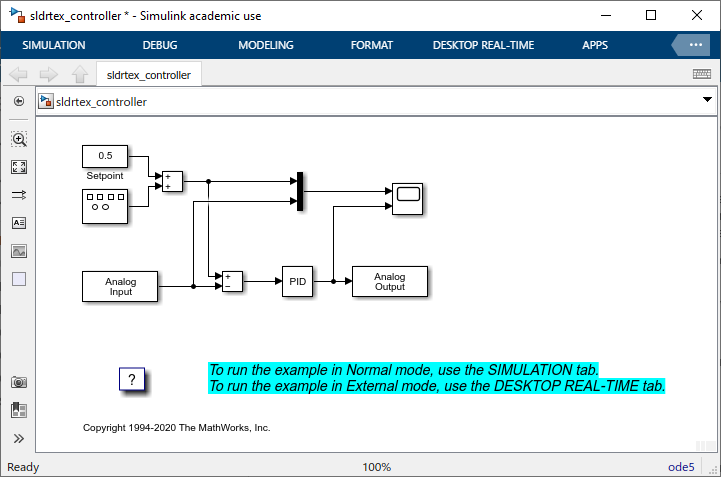 sldrtex_controller * - Simulink academic use
SIMULATION DEBUG MODELING FORMAT DESKTOP REAL-TIME APPS
sldrtex_controller
sldrtex_controller
0.5
Setpoint
+
+
Analog
Input
+
−
PID
Analog
Output
?
To run the example in Normal mode, use the SIMULATION tab.
To run the example in External mode, use the DESKTOP REAL-TIME tab.
Copyright 1994-2020 The MathWorks, Inc.
Ready 100% ode5